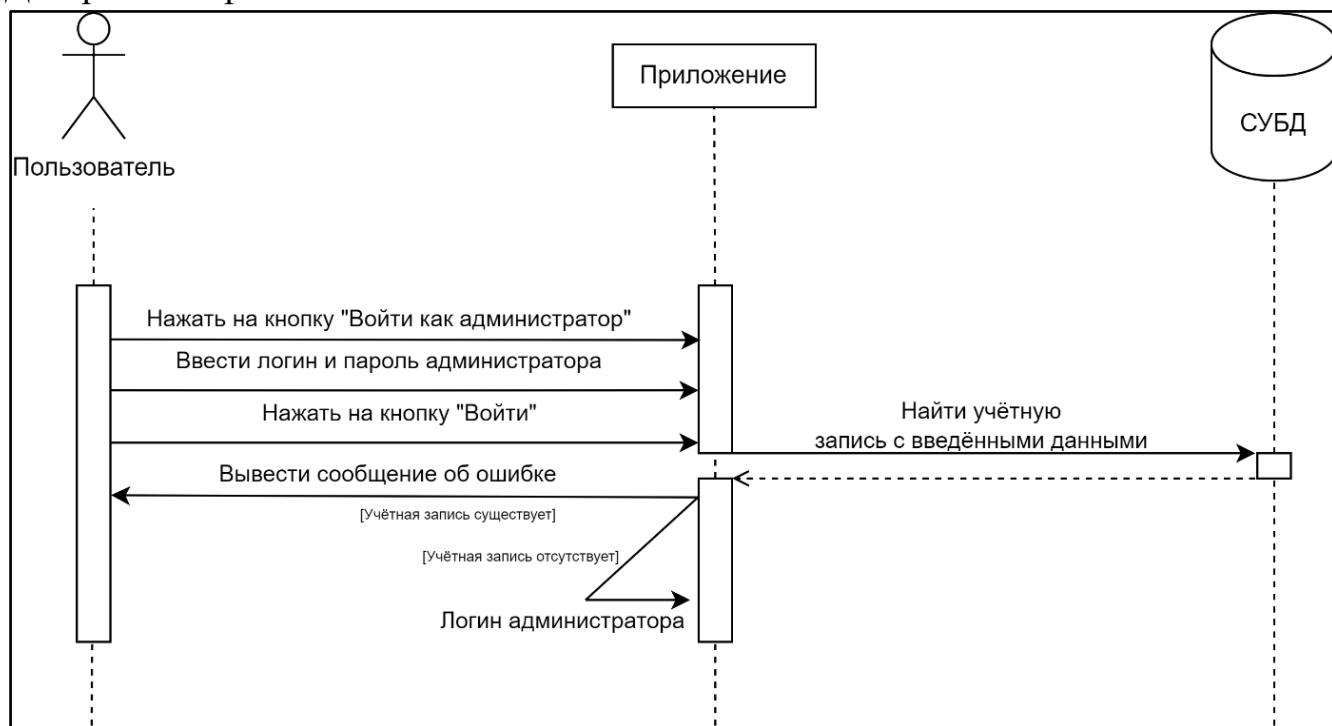 Приложение
СУБД
Пользователь
Нажать на кнопку "Войти как администратор"
Ввести логин и пароль администратора
Нажать на кнопку "Войти"
Найти учётную
запись с введёнными данными
Вывести сообщение об ошибке
[Учётная запись существует]
[Учётная запись отсутствует]
Логин администратора